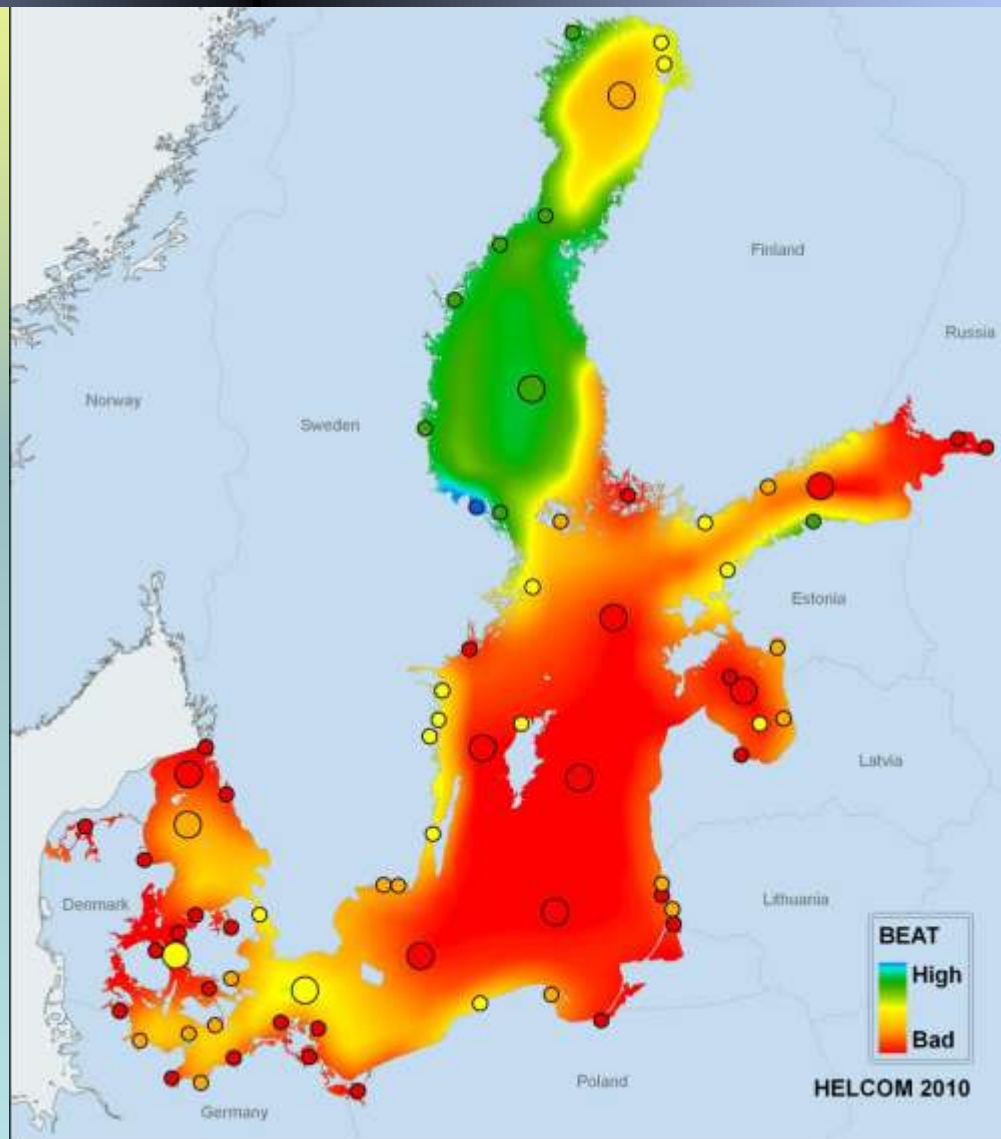 Finland
Russia
Norway
Sweden
Estonia
Latvia
Denmark
Lithuania
BEAT
High
Bad
HELCOM 2010
Poland
Germany